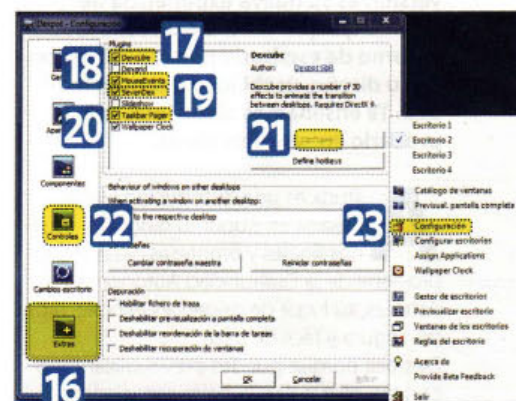 Dexpot - Configuración
Plugins
Dexcube
MouseEvents
SevenDex
Slideshow
Taskbar Pager
Wallpaper Clock
Dexcube
Author: Dexpot GbR
Dexcube provides a number of 3D
effects to animate the transition
between desktops. Requires DirectX 9.
Configure
Define hotkeys
Componentes
Controles
Cambios escritorio
Extras
Behaviour of windows on other desktops
When activating a window on another desktop:
to the respective desktop
Cambiar contraseña maestra
Reiniciar contraseñas
Depuración
Habilitar fichero de traza
Deshabilitar previsualización a pantalla completa
Deshabilitar reordenación de la barra de tareas
Deshabilitar recuperación de ventanas
OK
Cancelar
Escritorio 1
Escritorio 2
Escritorio 3
Escritorio 4
Catálogo de ventanas
Previsual. pantalla completa
Configuración
Configurar escritorios
Assign Applications
Wallpaper Clock
Gestor de escritorios
Previsualizar escritorio
Ventanas de los escritorios
Reglas del escritorio
Acerca de
Provide Beta Feedback
Salir
16
17
18
19
20
21
22
23